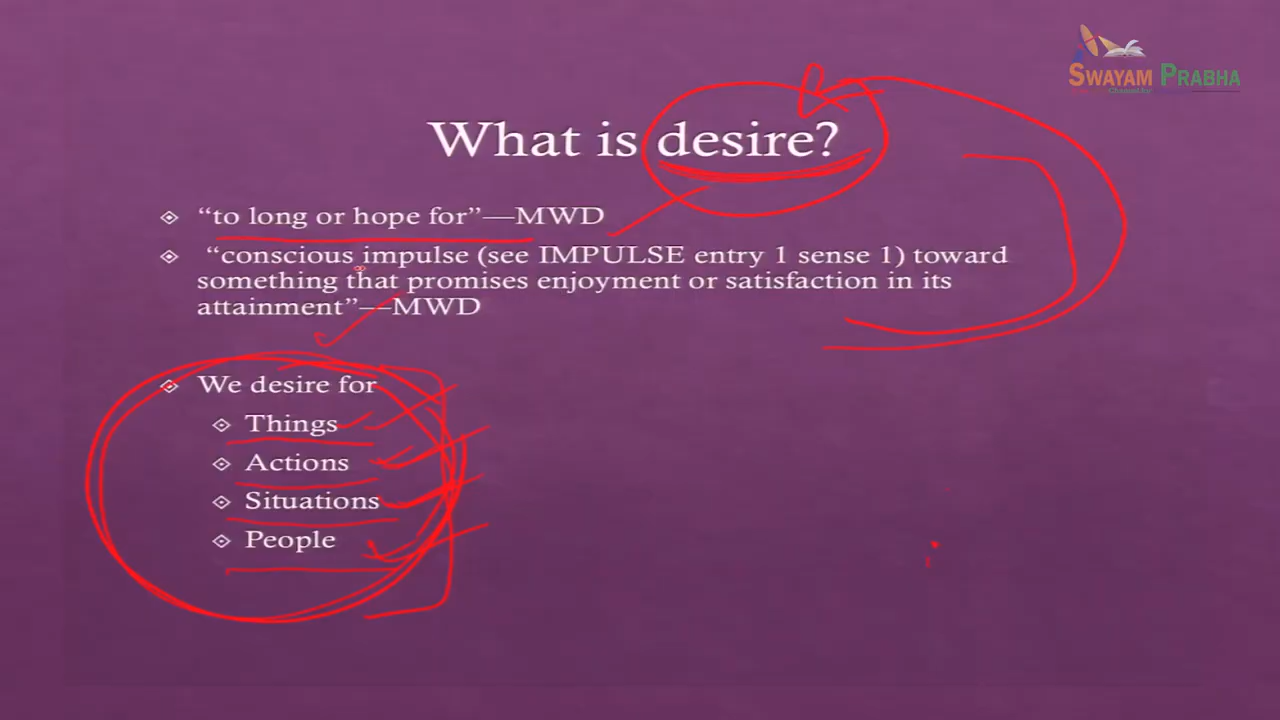 SWAYAM PRABHA
What is desire?
“to long or hope for”—MWD
“conscious impulse (see IMPULSE entry 1 sense 1) toward
something that promises enjoyment or satisfaction in its
attainment”—MWD
We desire for
Things
Actions
Situations
People